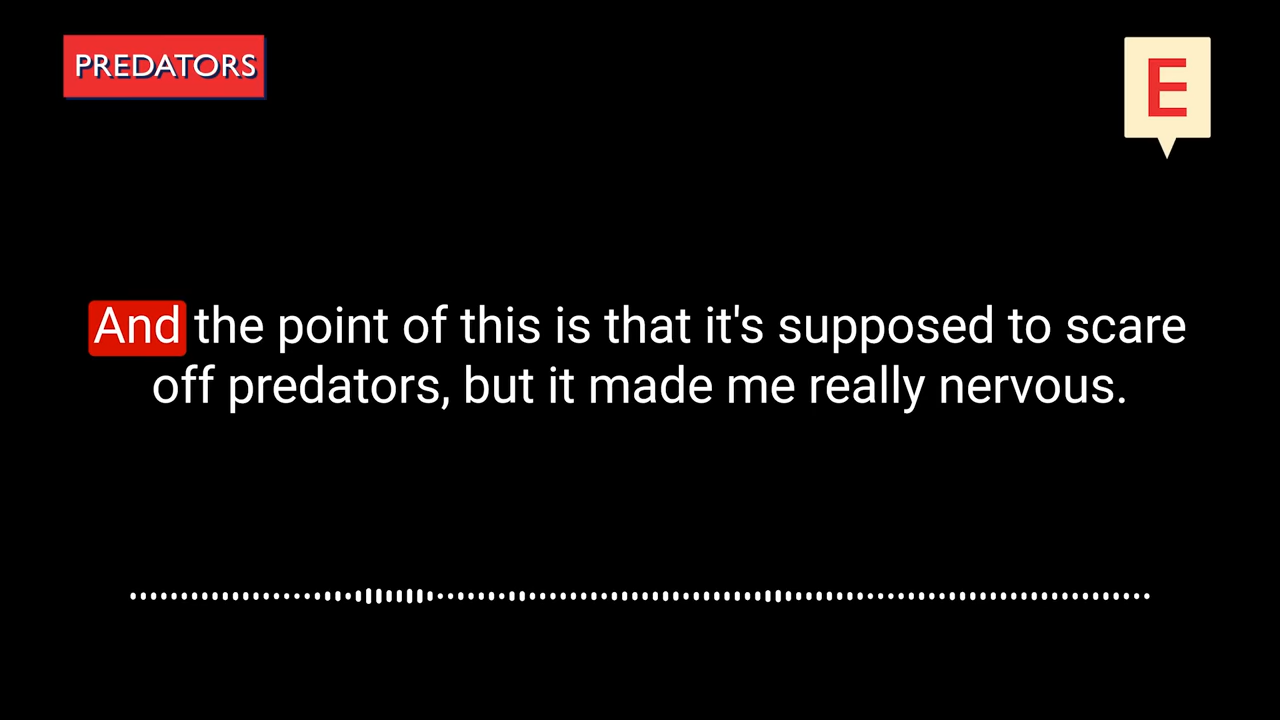 PREDATORS
E
And the point of this is that it's supposed to scare
off predators, but it made me really nervous.